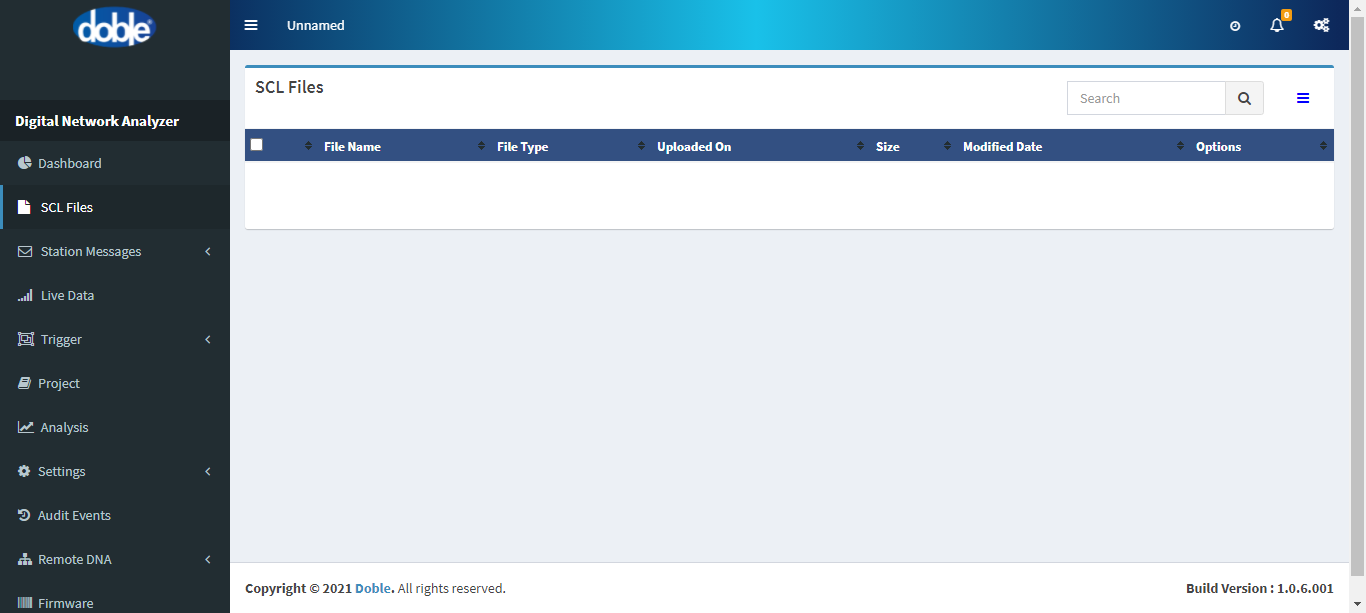 doble
Unnamed
0
Digital Network Analyzer
Dashboard
SCL Files
Station Messages
Live Data
Trigger
Project
Analysis
Settings
Audit Events
Remote DNA
Firmware
SCL Files
Search
File Name File Type Uploaded On Size Modified Date Options
Copyright © 2021 Doble. All rights reserved.
Build Version : 1.0.6.001